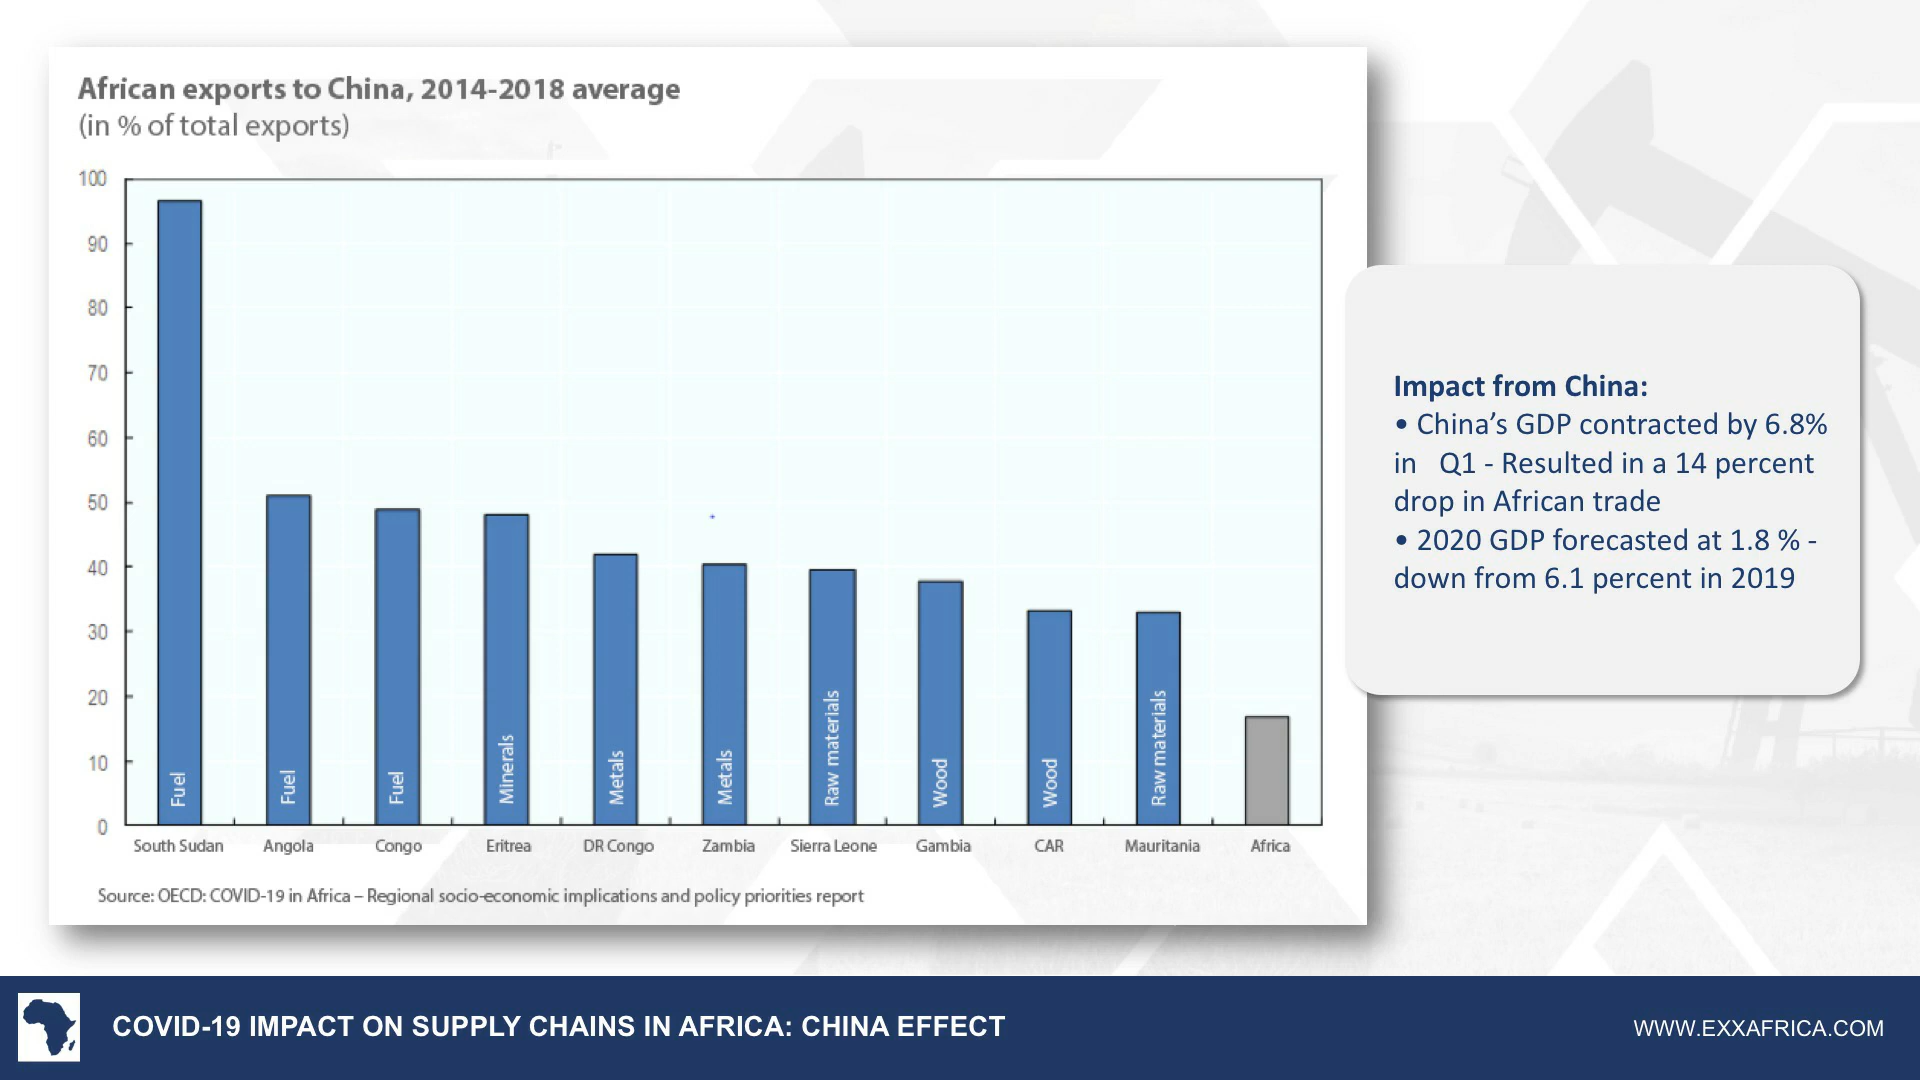 African exports to China, 2014-2018 average
(in % of total exports)
100
90
80
70
60
50
40
30
20
10
0
Fuel
Fuel
Fuel
Minerals
Metals
Metals
Raw materials
Wood
Wood
Raw materials
South Sudan
Angola
Congo
Eritrea
DR Congo
Zambia
Sierra Leone
Gambia
CAR
Mauritania
Africa
Source: OECD: COVID-19 in Africa – Regional socio-economic implications and policy priorities report
Impact from China:
• China’s GDP contracted by 6.8%
in Q1 - Resulted in a 14 percent
drop in African trade
• 2020 GDP forecasted at 1.8 % -
down from 6.1 percent in 2019
COVID-19 IMPACT ON SUPPLY CHAINS IN AFRICA: CHINA EFFECT
WWW.EXXAFRICA.COM